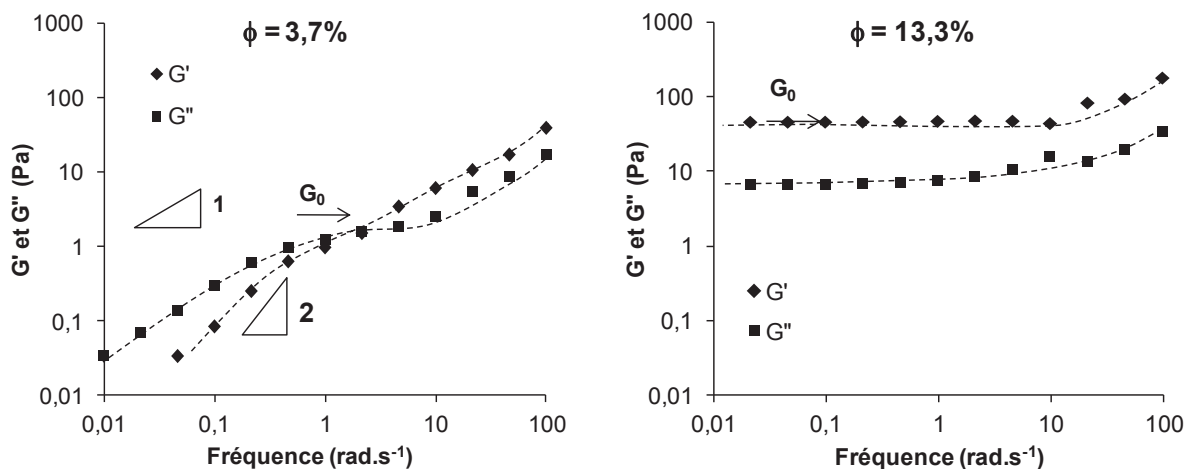 ϕ = 3,7%
1000
100
10
1
0,1
0,01
G' et G'' (Pa)
G'
G''
G₀
1
2
0,01 0,1 1 10 100
Fréquence (rad.s⁻¹)
ϕ = 13,3%
1000
100
10
1
0,1
0,01
G' et G'' (Pa)
G₀
G'
G''
0,01 0,1 1 10 100
Fréquence (rad.s⁻¹)